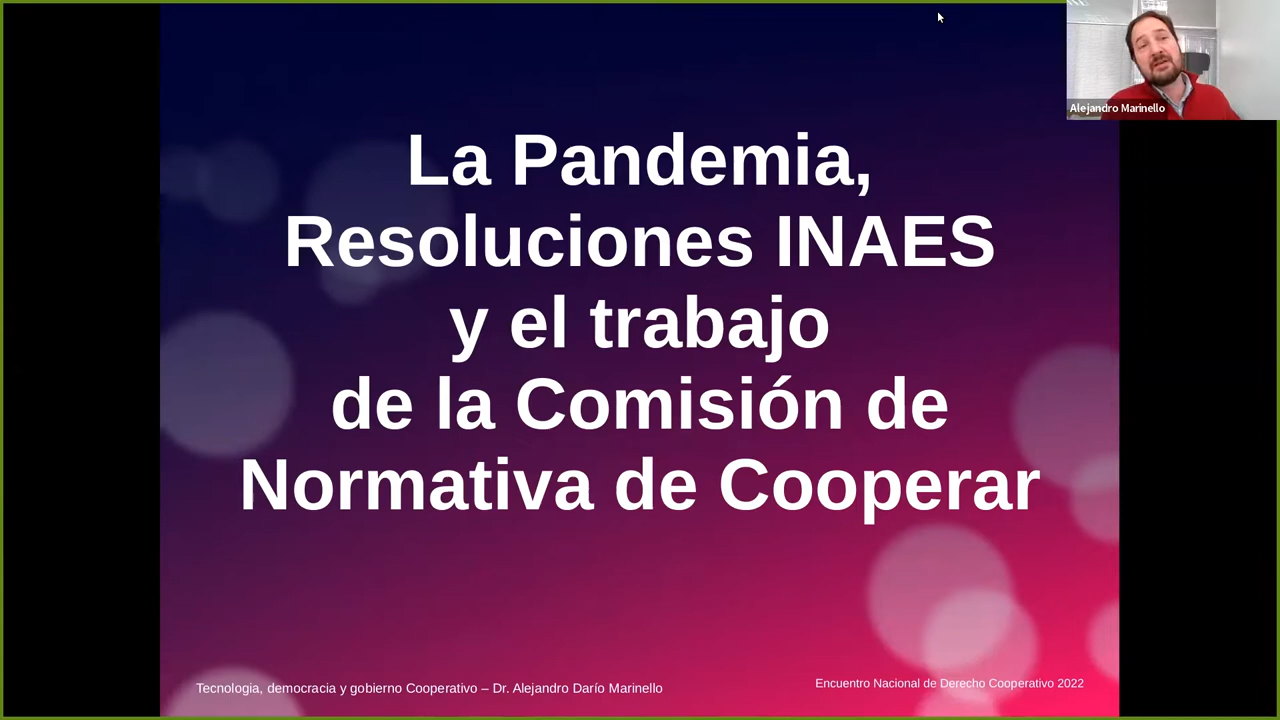 Alejandro Marinello
La Pandemia,
Resoluciones INAES
y el trabajo
de la Comisión de
Normativa de Cooperar
Tecnologia, democracia y gobierno Cooperativo – Dr. Alejandro Darío Marinello
Encuentro Nacional de Derecho Cooperativo 2022